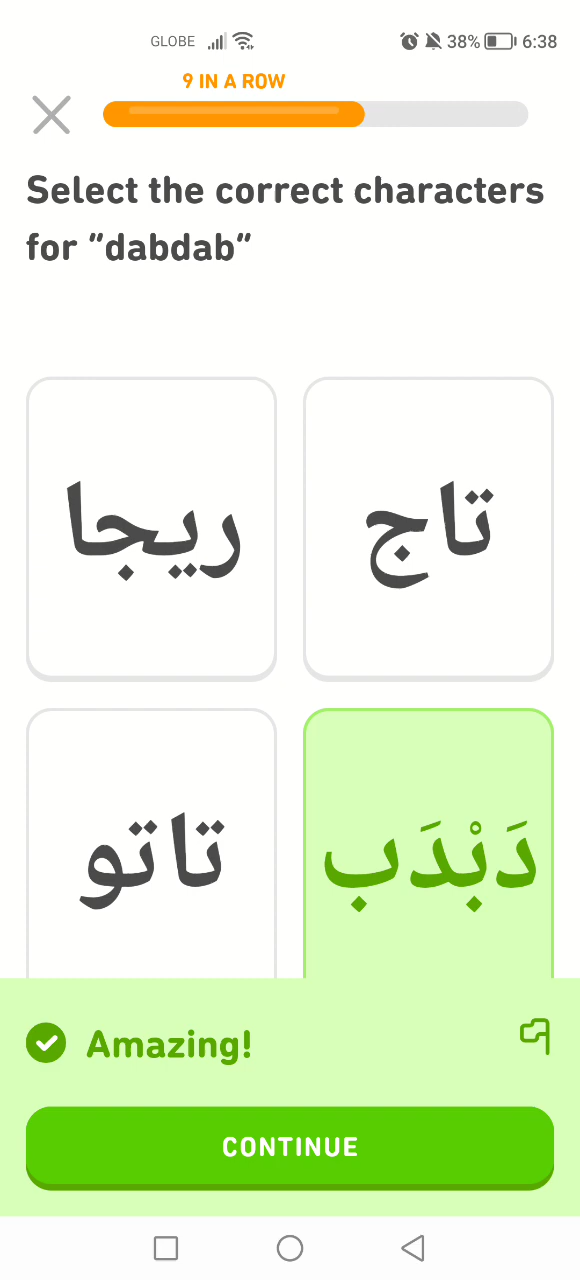 GLOBE 38% 6:38
9 IN A ROW
Select the correct characters
for "dabdab"
ريجا
تاج
تاتو
دَبْدَب
Amazing!
CONTINUE